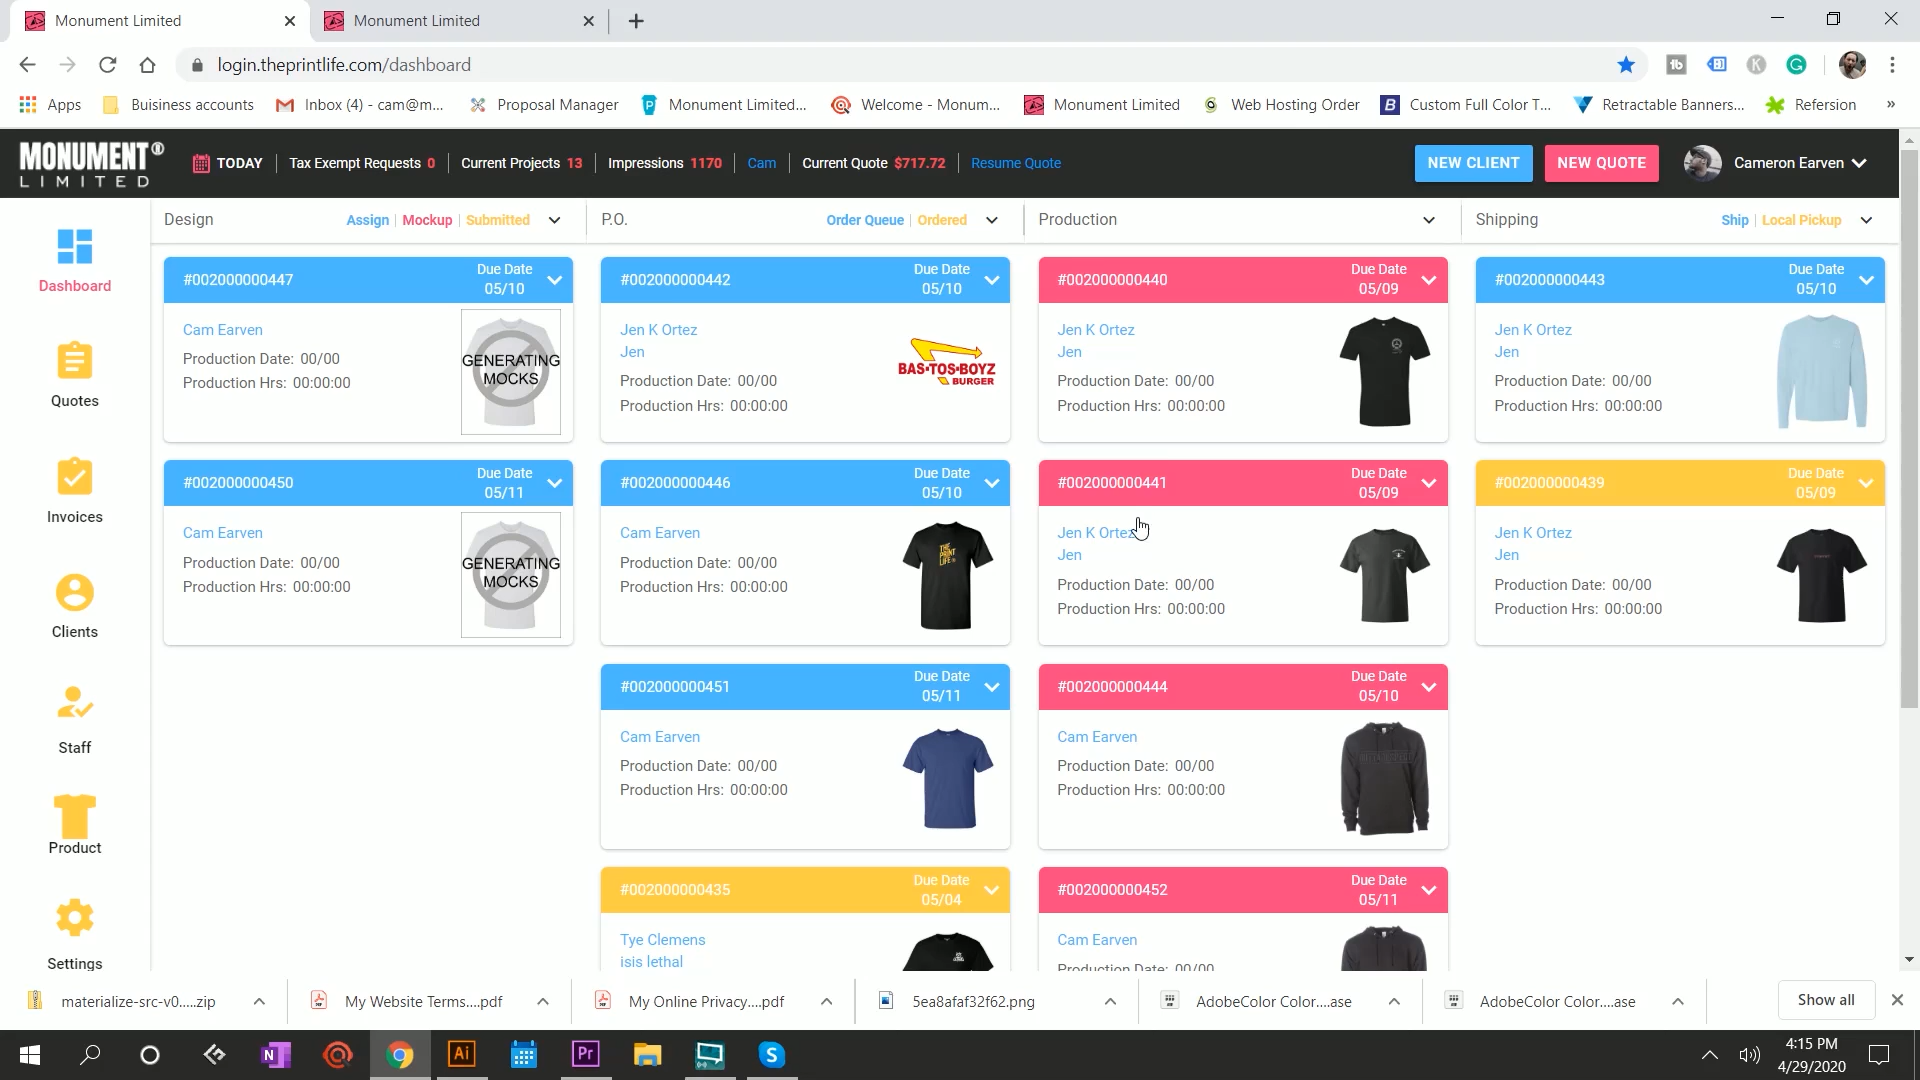 Monument Limited
Monument Limited
login.theprintlife.com/dashboard
Apps
Buisiness accounts
Inbox (4) - cam@m...
Proposal Manager
Monument Limited...
Welcome - Monum...
Monument Limited
Web Hosting Order
Custom Full Color T...
Retractable Banners...
Refersion
»
MONUMENT®
LIMITED
TODAY
Tax Exempt Requests 0
Current Projects 13
Impressions 1170
Cam
Current Quote $717.72
Resume Quote
NEW CLIENT
NEW QUOTE
Cameron Earven
Dashboard
Quotes
Invoices
Clients
Staff
Product
Settings
Design
Assign | Mockup | Submitted
#002000000447
Due Date
05/10
Cam Earven
Production Date: 00/00
Production Hrs: 00:00:00
GENERATING
MOCKS
#002000000450
Due Date
05/11
Cam Earven
Production Date: 00/00
Production Hrs: 00:00:00
GENERATING
MOCKS
P.O.
Order Queue | Ordered
#002000000442
Due Date
05/10
Jen K Ortez
Jen
Production Date: 00/00
Production Hrs: 00:00:00
BAS•TOS•BOYZ
BURGER
#002000000446
Due Date
05/10
Cam Earven
Production Date: 00/00
Production Hrs: 00:00:00
THE
PRINT
LIFE
#002000000451
Due Date
05/11
Cam Earven
Production Date: 00/00
Production Hrs: 00:00:00
#002000000435
Due Date
05/04
Tye Clemens
isis lethal
Production
#002000000440
Due Date
05/09
Jen K Ortez
Jen
Production Date: 00/00
Production Hrs: 00:00:00
#002000000441
Due Date
05/09
Jen K Ortez
Jen
Production Date: 00/00
Production Hrs: 00:00:00
#002000000444
Due Date
05/10
Cam Earven
Production Date: 00/00
Production Hrs: 00:00:00
#002000000452
Due Date
05/11
Cam Earven
Production Date: 00/00
Shipping
Ship | Local Pickup
#002000000443
Due Date
05/10
Jen K Ortez
Jen
Production Date: 00/00
Production Hrs: 00:00:00
#002000000439
Due Date
05/09
Jen K Ortez
Jen
Production Date: 00/00
Production Hrs: 00:00:00
materialize-src-v0.....zip
My Website Terms....pdf
My Online Privacy....pdf
5ea8afaf32f62.png
AdobeColor Color....ase
AdobeColor Color....ase
Show all
Ai
Pr
4:15 PM
4/29/2020